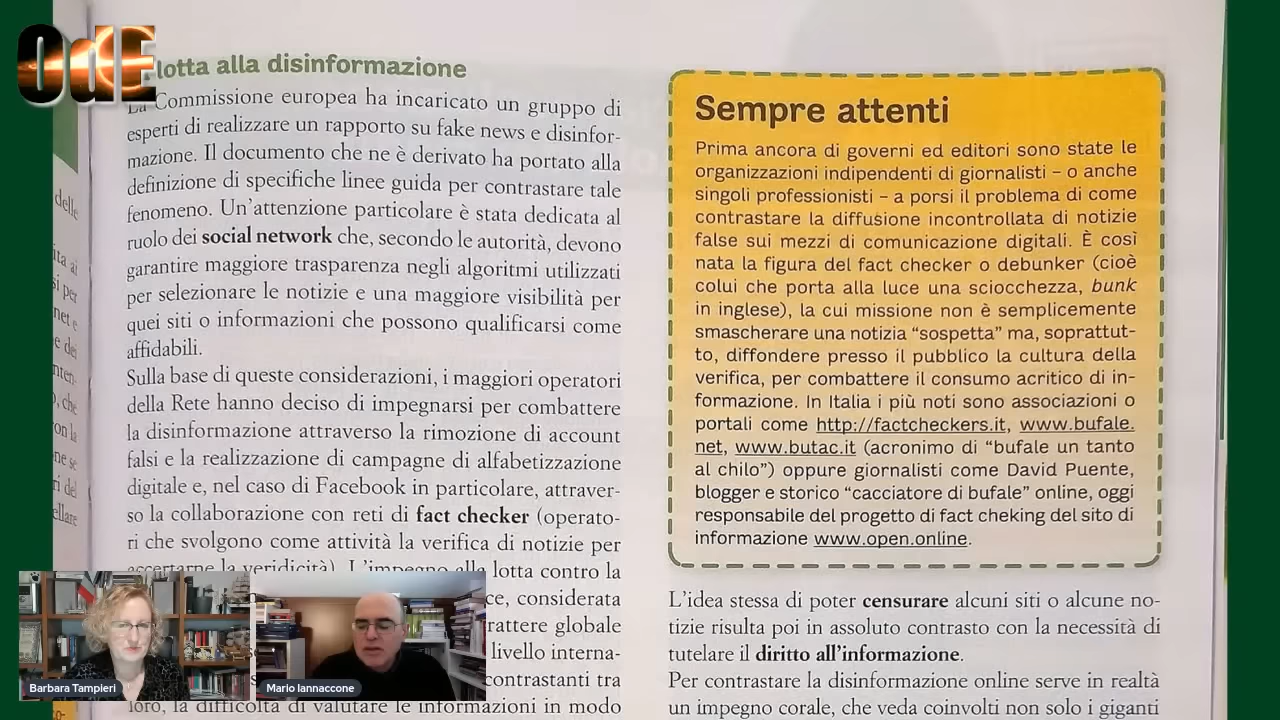 OdE
lotta alla disinformazione
La Commissione europea ha incaricato un gruppo di
esperti di realizzare un rapporto su fake news e disinfor-
mazione. Il documento che ne è derivato ha portato alla
definizione di specifiche linee guida per contrastare tale
fenomeno. Un'attenzione particolare è stata dedicata al
ruolo dei social network che, secondo le autorità, devono
garantire maggiore trasparenza negli algoritmi utilizzati
per selezionare le notizie e una maggiore visibilità per
quei siti o informazioni che possono qualificarsi come
affidabili.
Sulla base di queste considerazioni, i maggiori operatori
della Rete hanno deciso di impegnarsi per combattere
la disinformazione attraverso la rimozione di account
falsi e la realizzazione di campagne di alfabetizzazione
digitale e, nel caso di Facebook in particolare, attraver-
so la collaborazione con reti di fact checker (operato-
ri che svolgono come attività la verifica di notizie per
accertarne la veridicità). L'impegno alla lotta contro la
ce, considerata
rattere globale
livello interna-
contrastanti tra
loro, la difficoltà di valutare le informazioni in modo
Sempre attenti
Prima ancora di governi ed editori sono state le
organizzazioni indipendenti di giornalisti – o anche
singoli professionisti – a porsi il problema di come
contrastare la diffusione incontrollata di notizie
false sui mezzi di comunicazione digitali. È così
nata la figura del fact checker o debunker (cioè
colui che porta alla luce una sciocchezza, bunk
in inglese), la cui missione non è semplicemente
smascherare una notizia "sospetta" ma, soprattut-
to, diffondere presso il pubblico la cultura della
verifica, per combattere il consumo acritico di in-
formazione. In Italia i più noti sono associazioni o
portali come http://factcheckers.it, www.bufale.
net, www.butac.it (acronimo di "bufale un tanto
al chilo") oppure giornalisti come David Puente,
blogger e storico "cacciatore di bufale" online, oggi
responsabile del progetto di fact cheking del sito di
informazione www.open.online.
L'idea stessa di poter censurare alcuni siti o alcune no-
tizie risulta poi in assoluto contrasto con la necessità di
tutelare il diritto all'informazione.
Per contrastare la disinformazione online serve in realtà
un impegno corale, che veda coinvolti non solo i giganti
delle
Barbara Tampieri
Mario Iannaccone